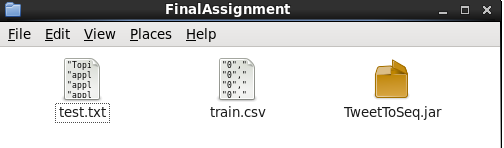 FinalAssignment
File Edit View Places Help
"Topi
"appl
"appl
"appl
"0","
"0","
"0","
"0","
test.txt train.csv TweetToSeq.jar